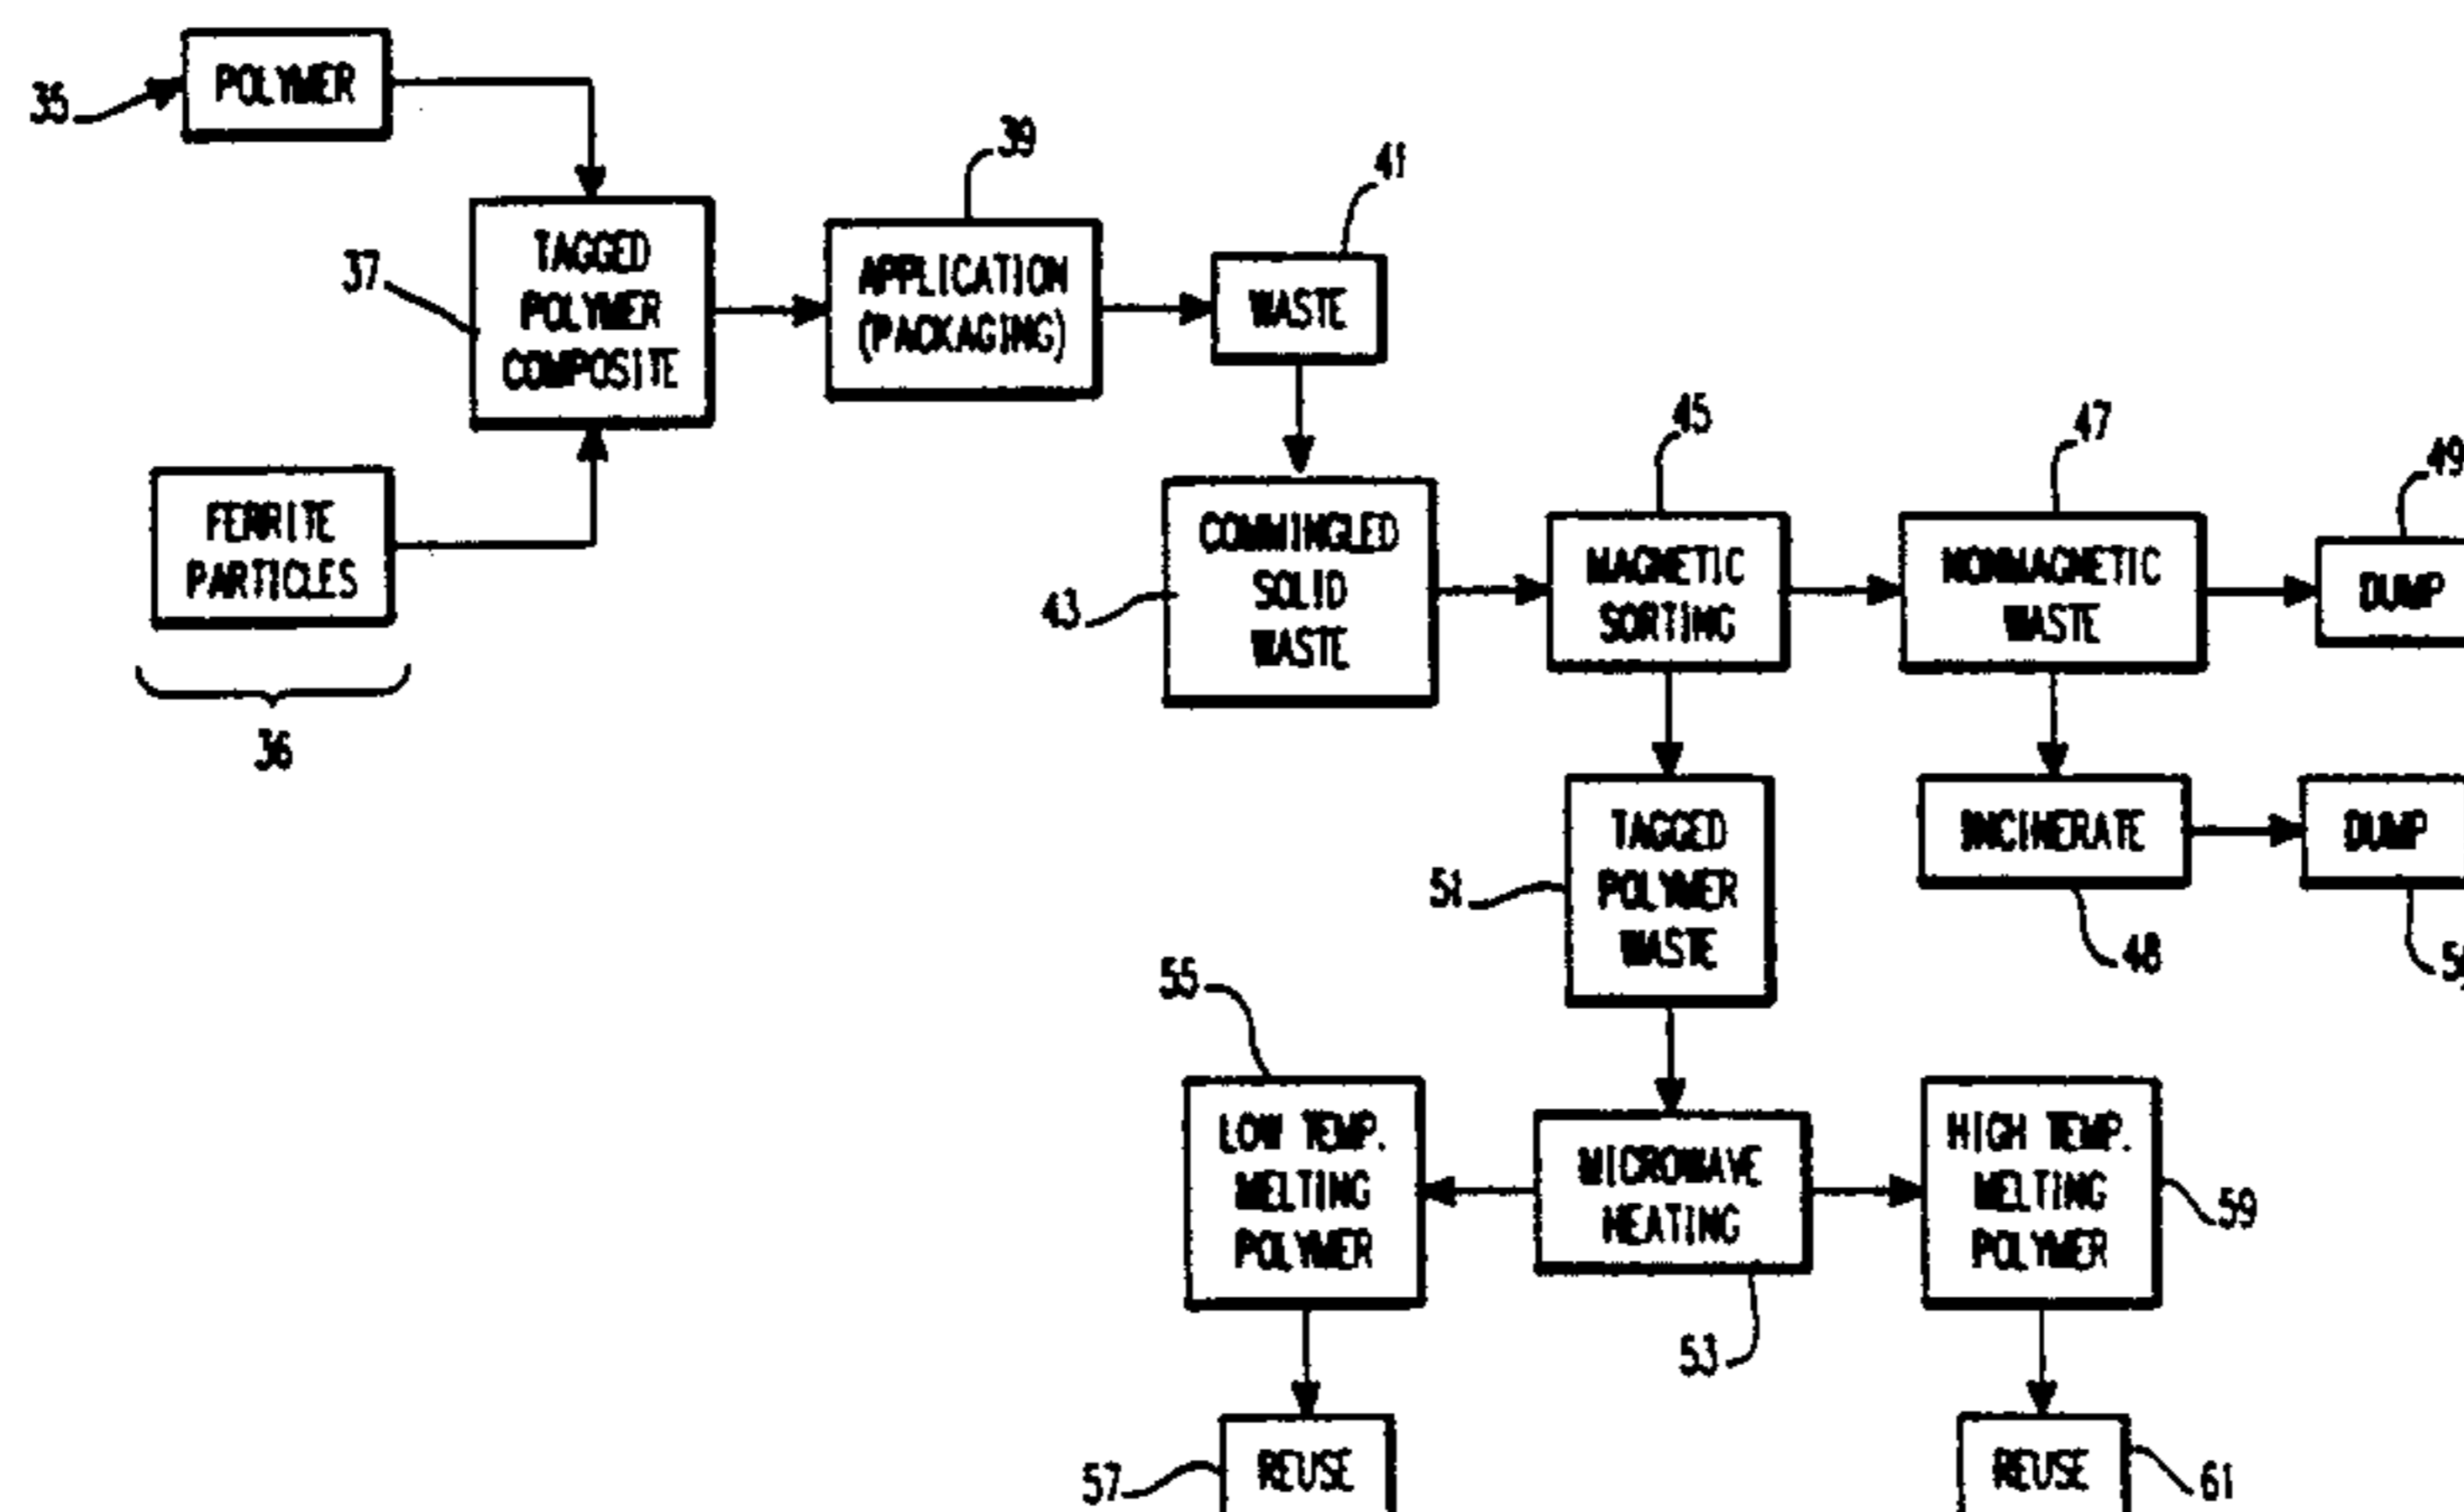 35
POLYMER
39
41
37
TAGGED
POLYMER
COMPOSITE
APPLICATION
(PACKAGING)
WASTE
45
47
49
FERRITE
PARTICLES
36
43
COMMINGLED
SOLID
WASTE
MAGNETIC
SORTING
NONMAGNETIC
WASTE
DUMP
51
TAGGED
POLYMER
WASTE
INCINERATE
DUMP
48
55
LOW TEMP.
MELTING
POLYMER
MICROWAVE
HEATING
HIGH TEMP.
MELTING
POLYMER
59
53
57
REUSE
REUSE
61